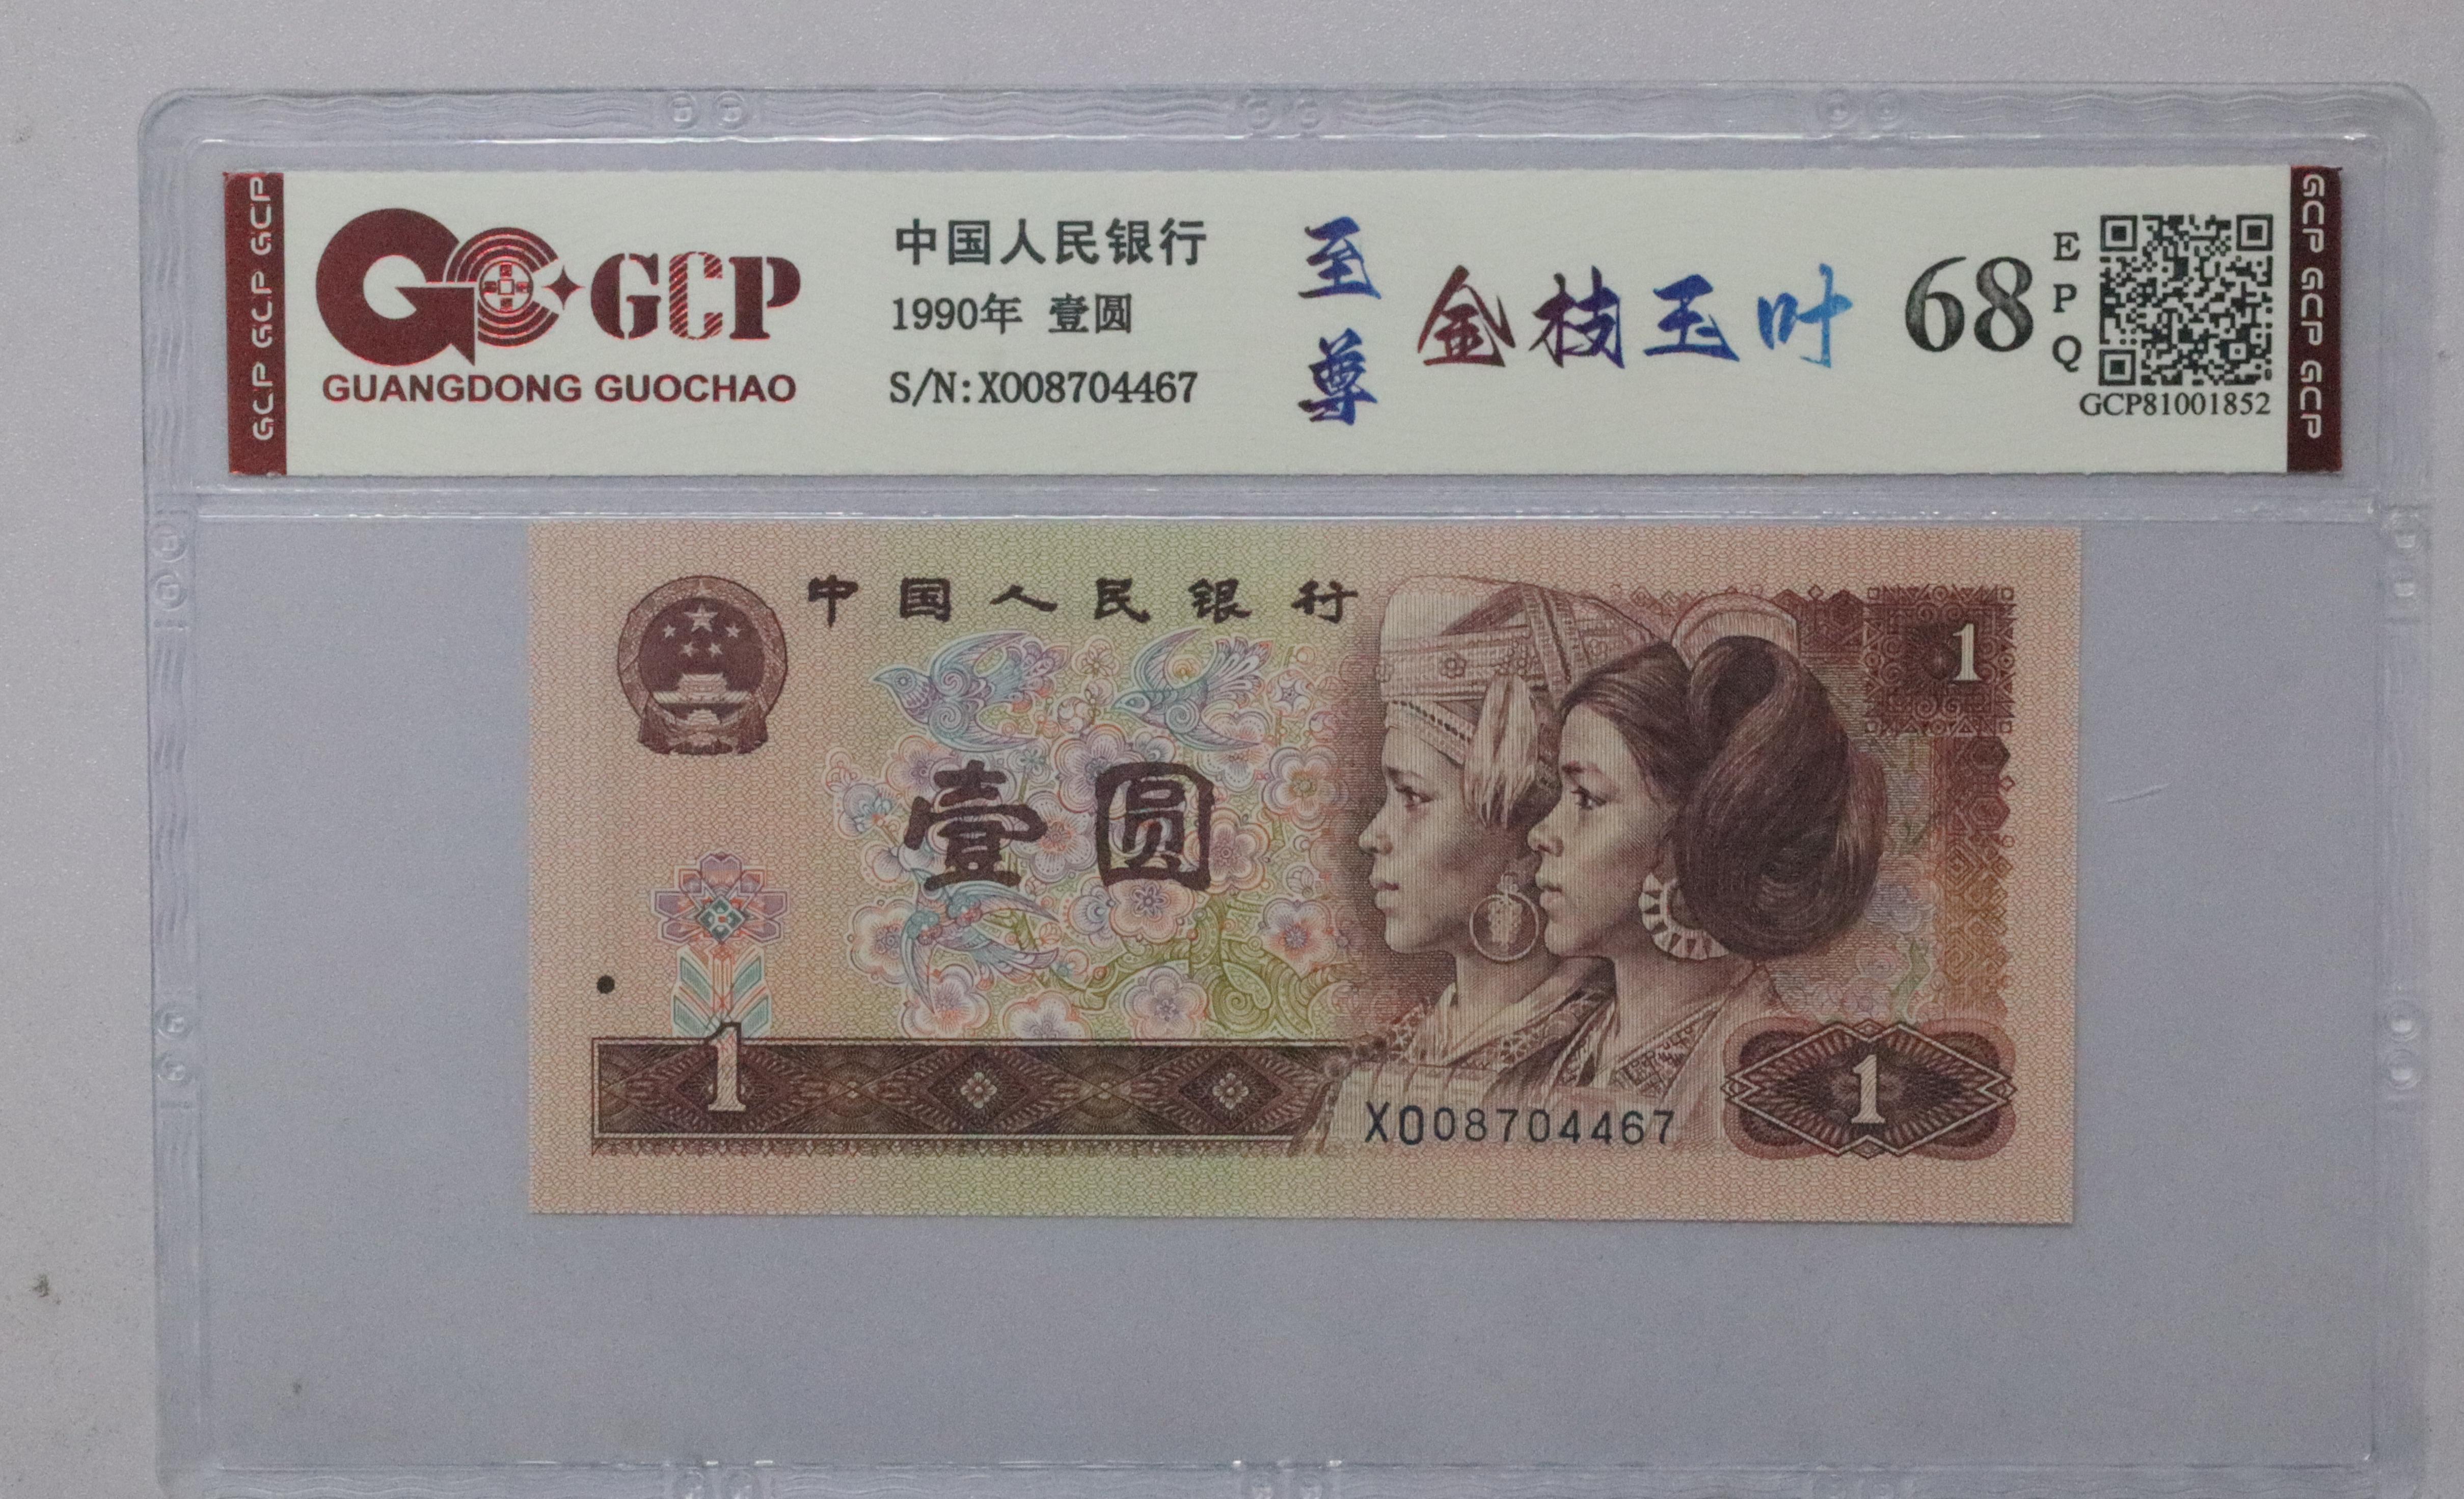 GCP GCP GCP
GCP
GUANGDONG GUOCHAO
中国人民银行
1990年 壹圆
S/N:X008704467
至尊
金枝玉叶
68
EPQ
GCP81001852
GCP GCP GCP
中国人民银行
1
壹圆
1
X008704467
1